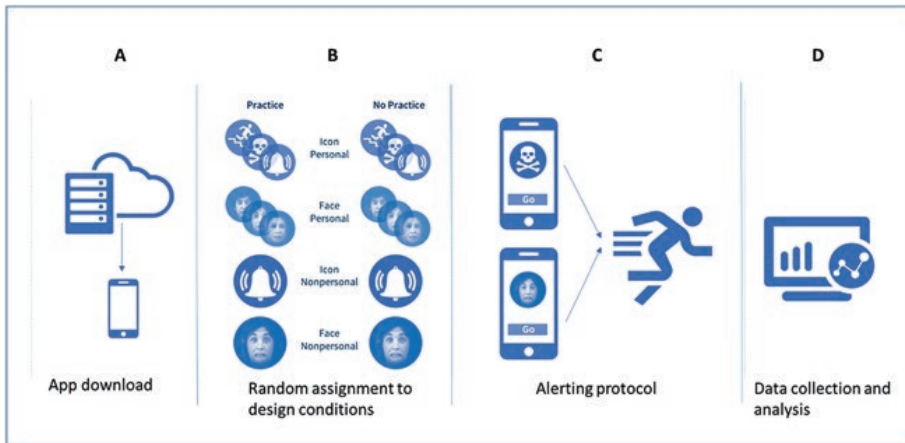 A
B
C
D
Practice
No Practice
Icon
Personal
Face
Personal
Icon
Nonpersonal
Face
Nonpersonal
Go
Go
App download
Random assignment to
design conditions
Alerting protocol
Data collection and
analysis